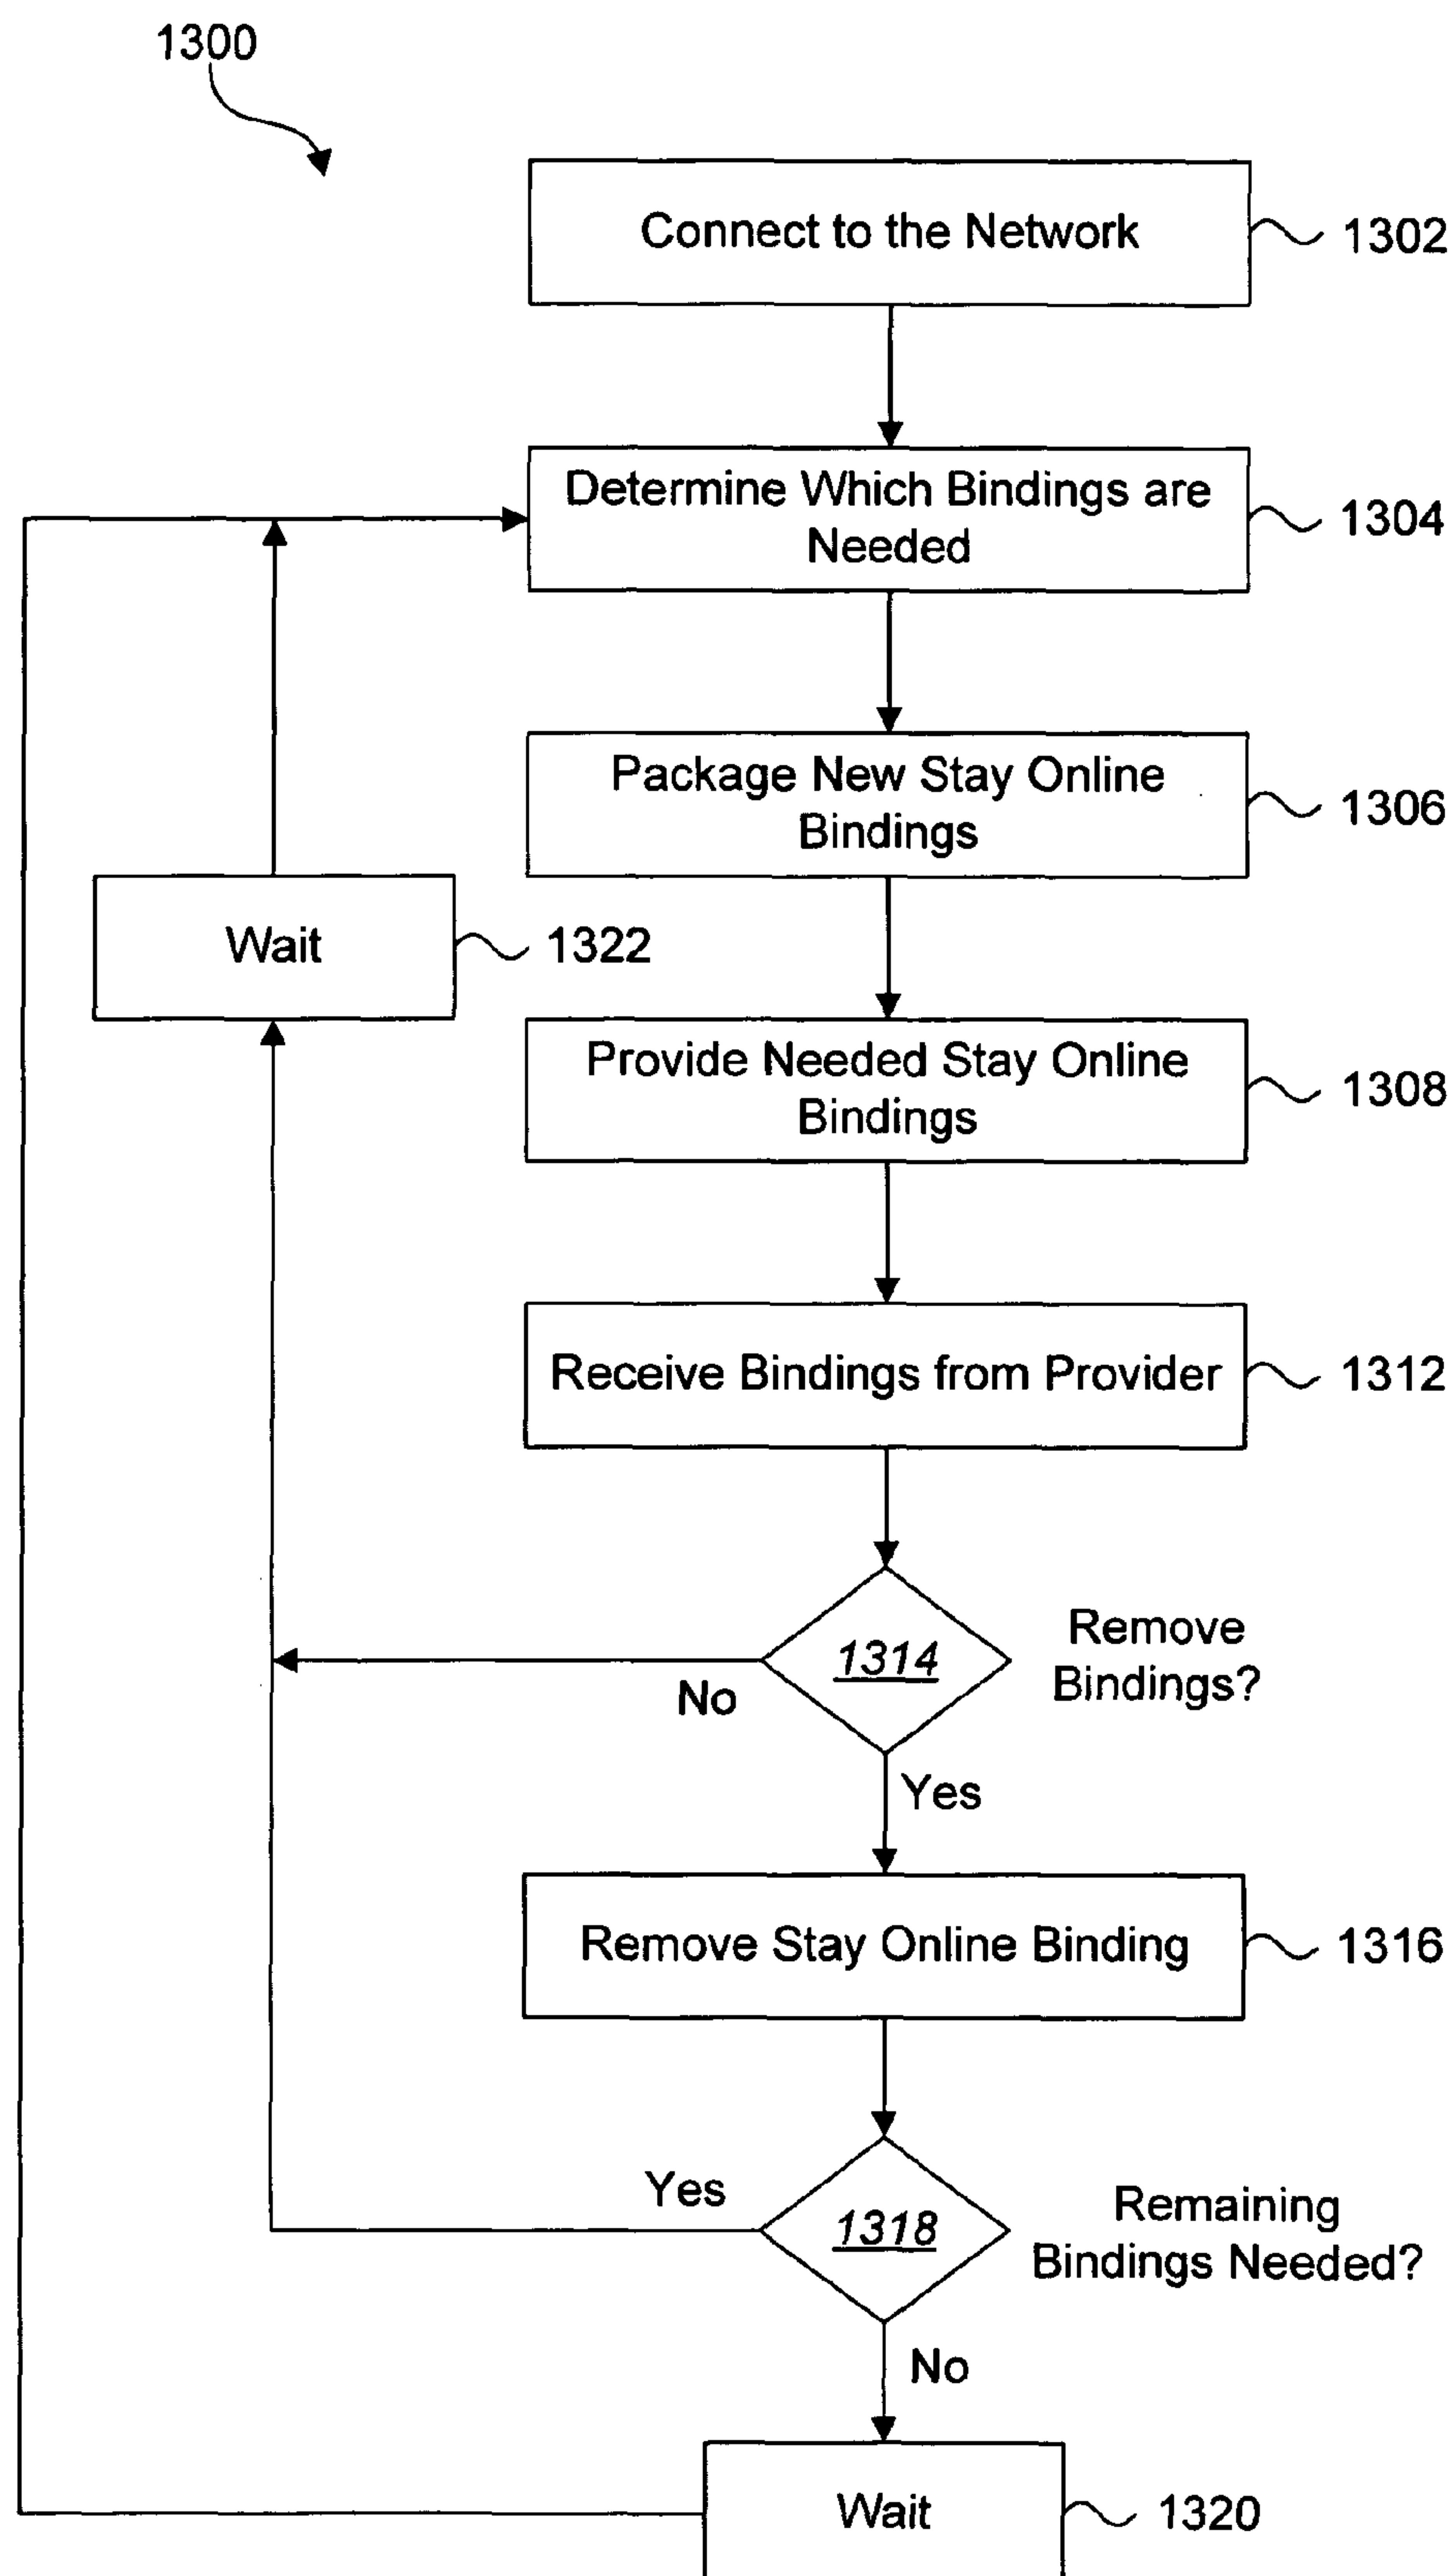 1300
Connect to the Network
1302
Determine Which Bindings are
Needed
1304
Package New Stay Online
Bindings
1306
Wait
1322
Provide Needed Stay Online
Bindings
1308
Receive Bindings from Provider
1312
1314
Remove
Bindings?
No
Yes
Remove Stay Online Binding
1316
Yes
1318
Remaining
Bindings Needed?
No
Wait
1320